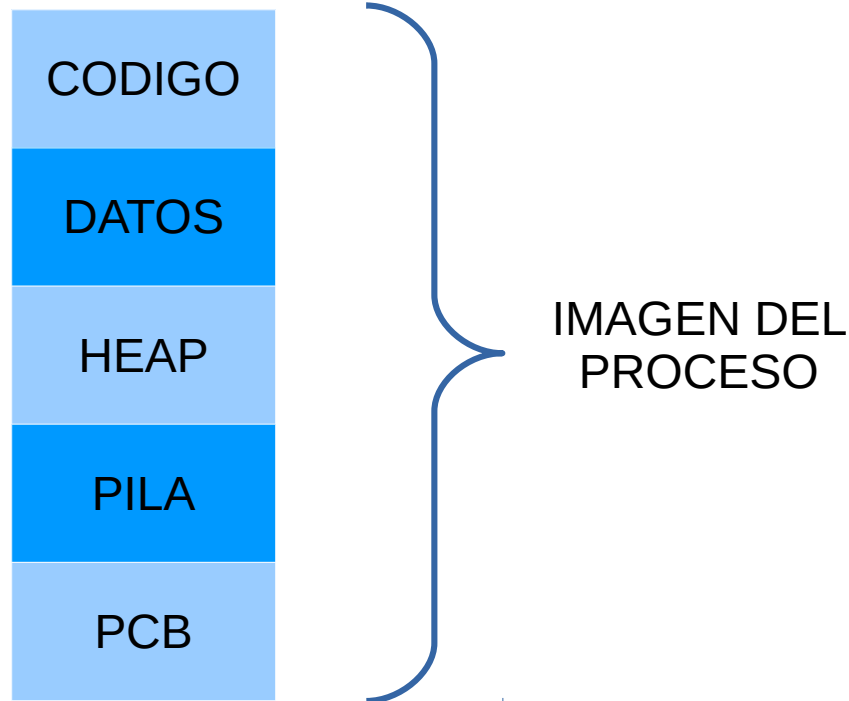 CODIGO
DATOS
HEAP
PILA
PCB
IMAGEN DEL
PROCESO